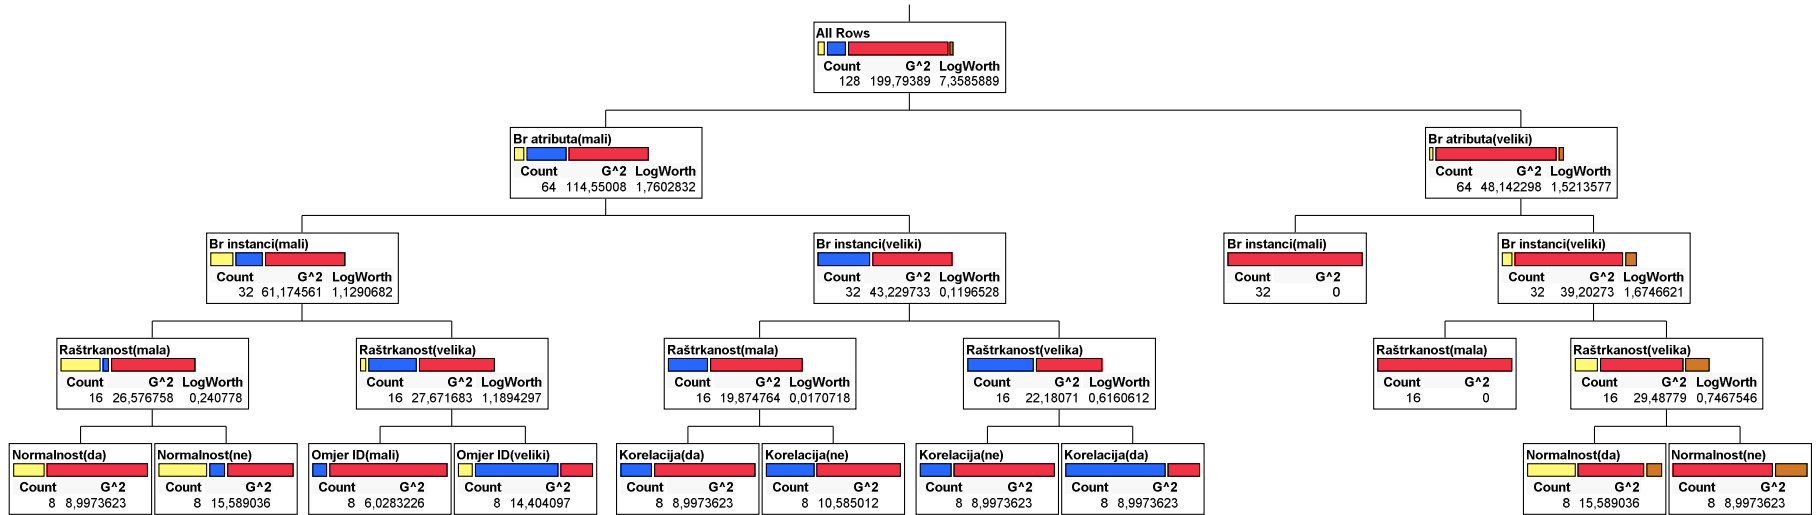 All Rows
Count G^2 LogWorth
128 199,79389 7,3585889
Br atributa(mali)
Count G^2 LogWorth
64 114,55008 1,7602832
Br atributa(veliki)
Count G^2 LogWorth
64 48,142298 1,5213577
Br instanci(mali)
Count G^2 LogWorth
32 61,174561 1,1290682
Br instanci(veliki)
Count G^2 LogWorth
32 43,229733 0,1196528
Br instanci(mali)
Count G^2
32 0
Br instanci(veliki)
Count G^2 LogWorth
32 39,20273 1,6746621
Raštrkanost(mala)
Count G^2 LogWorth
16 26,576758 0,240778
Raštrkanost(velika)
Count G^2 LogWorth
16 27,671683 1,1894297
Raštrkanost(mala)
Count G^2 LogWorth
16 19,874764 0,0170718
Raštrkanost(velika)
Count G^2 LogWorth
16 22,18071 0,6160612
Raštrkanost(mala)
Count G^2
16 0
Raštrkanost(velika)
Count G^2 LogWorth
16 29,48779 0,7467546
Normalnost(da)
Count G^2
8 8,9973623
Normalnost(ne)
Count G^2
8 15,589036
Omjer ID(mali)
Count G^2
8 6,0283226
Omjer ID(veliki)
Count G^2
8 14,404097
Korelacija(da)
Count G^2
8 8,9973623
Korelacija(ne)
Count G^2
8 10,585012
Korelacija(ne)
Count G^2
8 8,9973623
Korelacija(da)
Count G^2
8 8,9973623
Normalnost(da)
Count G^2
8 15,589036
Normalnost(ne)
Count G^2
8 8,9973623